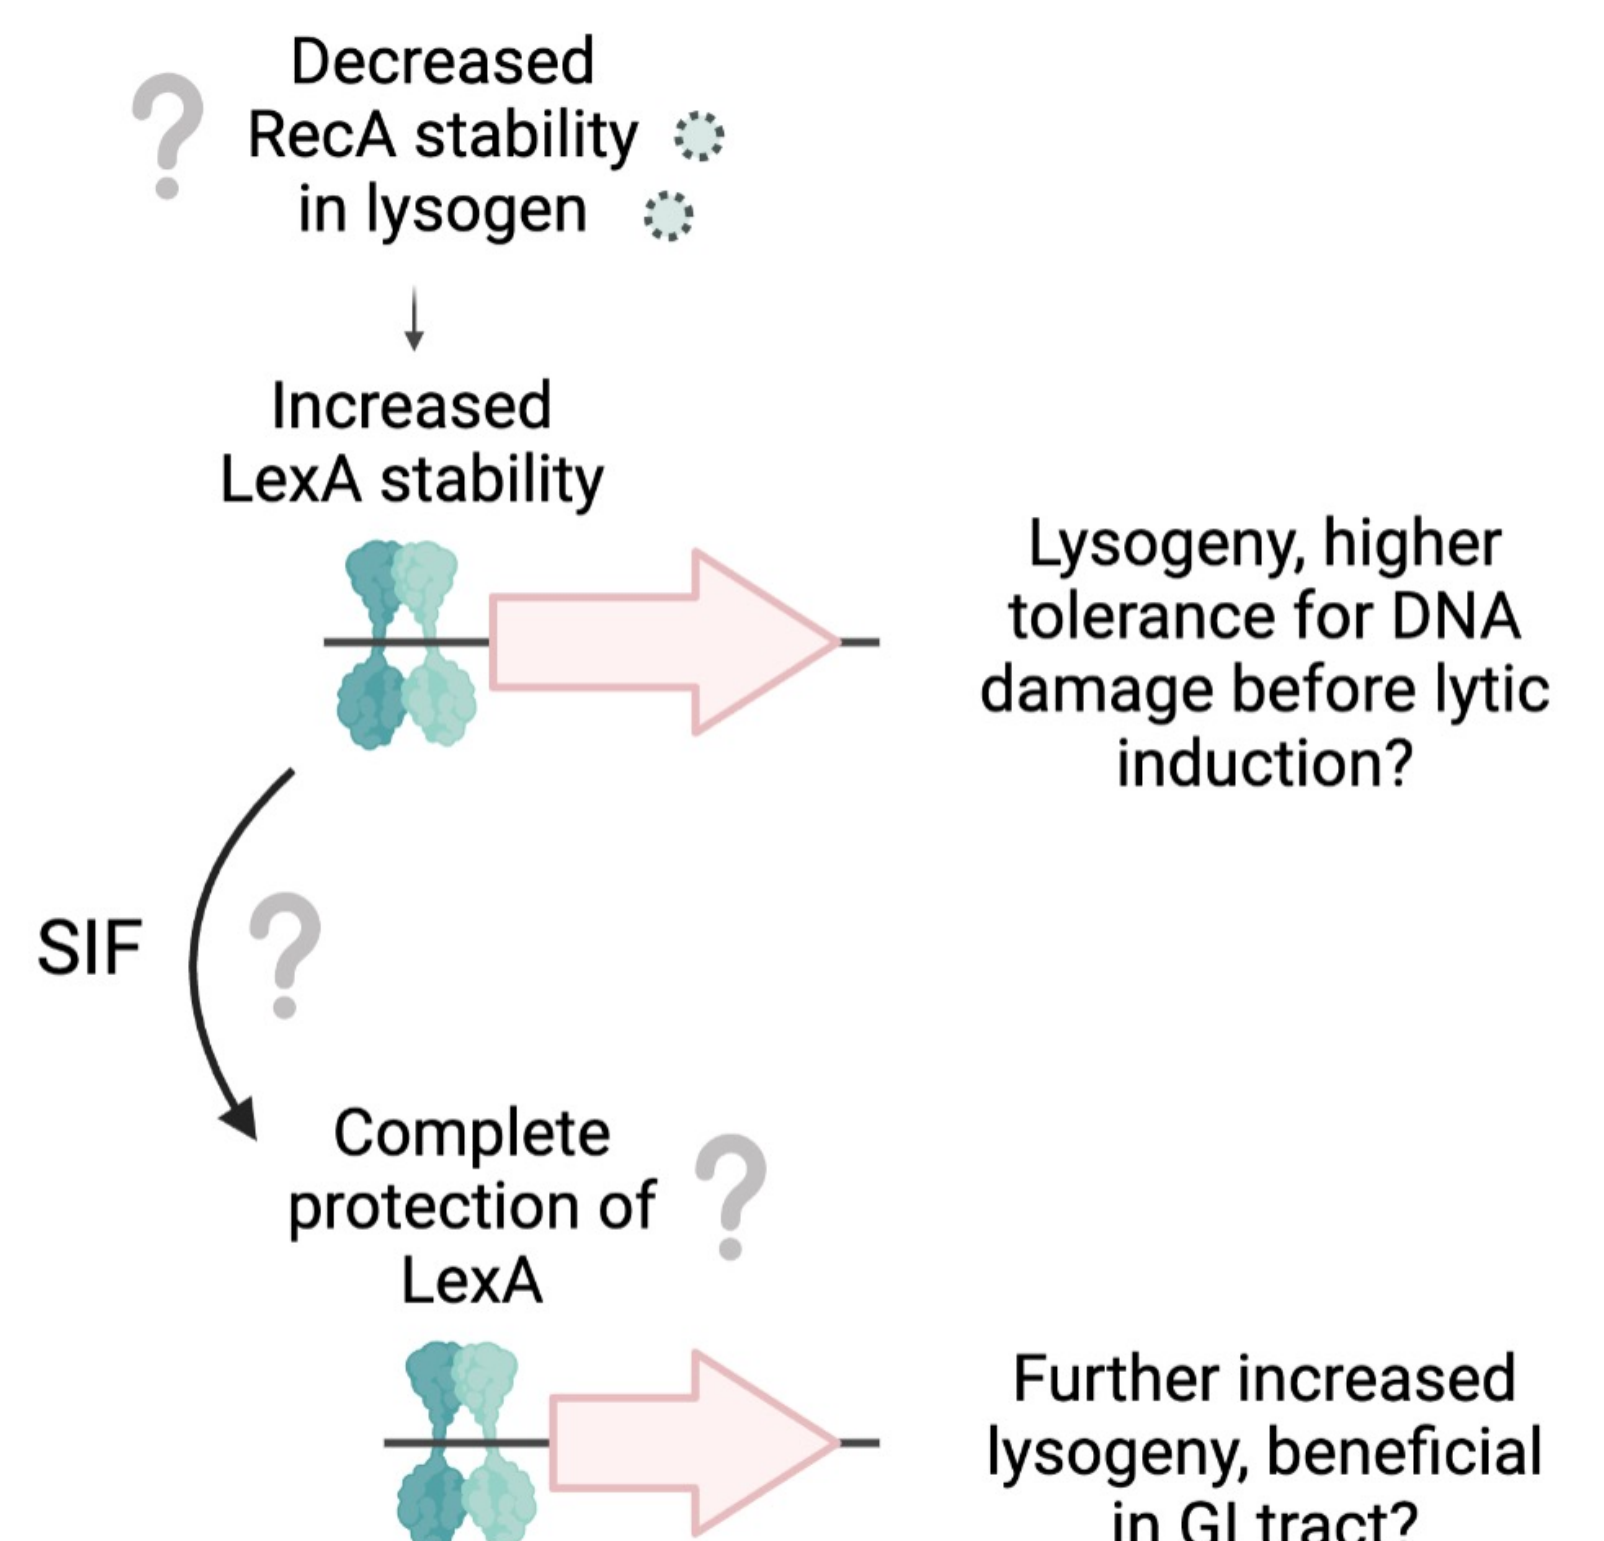 Decreased
RecA stability
in lysogen
?
Increased
LexA stability
Lysogeny, higher
tolerance for DNA
damage before lytic
induction?
SIF
?
Complete
protection of
LexA
?
Further increased
lysogeny, beneficial
in GI tract?